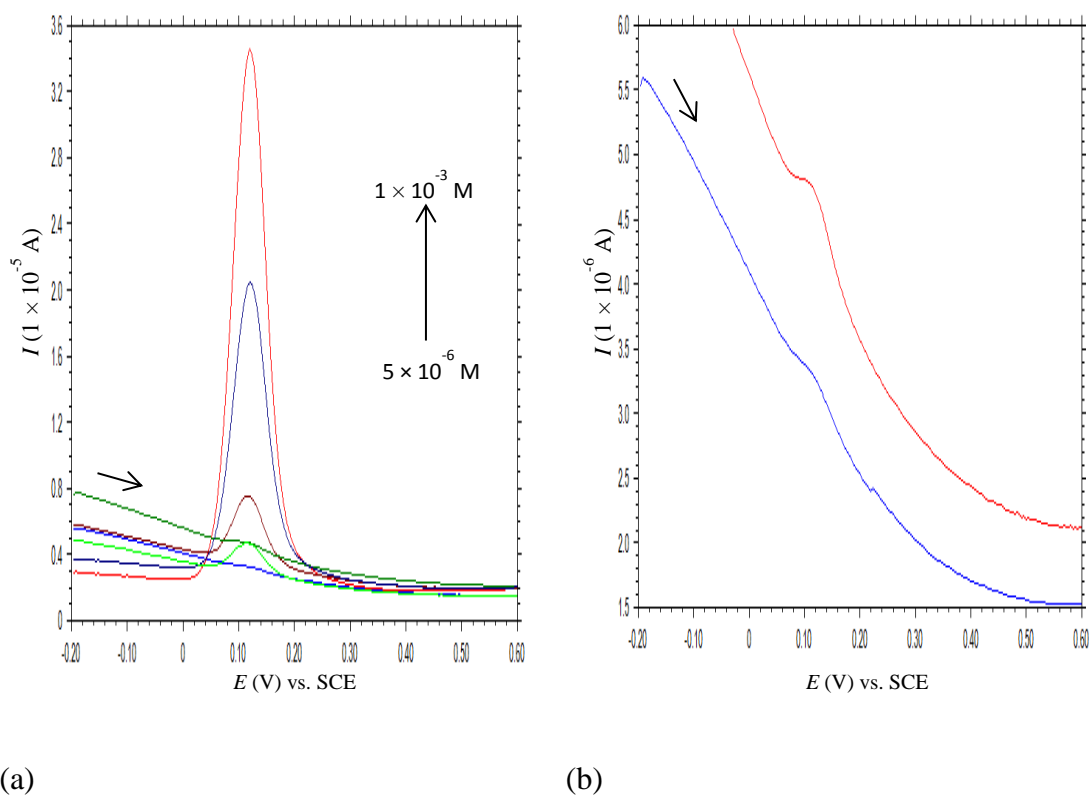 3.6
3.2
2.8
2.4
2.0
1.6
1.2
0.8
0.4
0
I (1 × 10⁻⁵ A)
1 × 10⁻³ M
5 × 10⁻⁶ M
-0.20 -0.10 0 0.10 0.20 0.30 0.40 0.50 0.60
E (V) vs. SCE
(a)
6.0
5.5
5.0
4.5
4.0
3.5
3.0
2.5
2.0
1.5
I (1 × 10⁻⁶ A)
-0.20 -0.10 0 0.10 0.20 0.30 0.40 0.50 0.60
E (V) vs. SCE
(b)